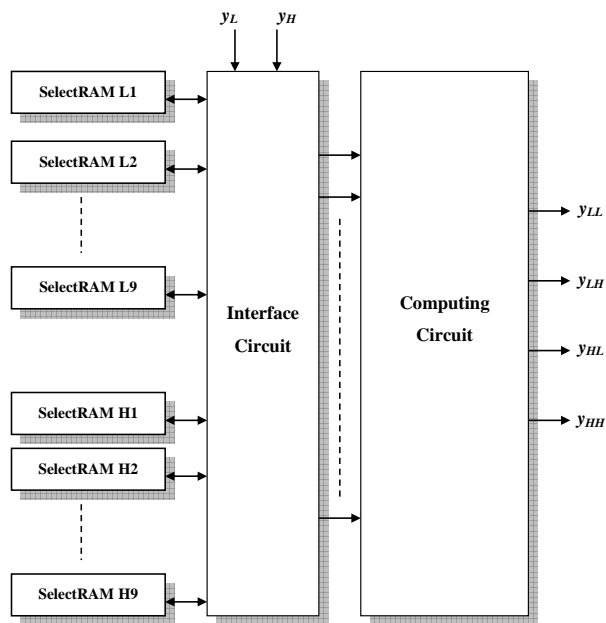 y_L y_H
SelectRAM L1
SelectRAM L2
SelectRAM L9
SelectRAM H1
SelectRAM H2
SelectRAM H9
Interface
Circuit
Computing
Circuit
y_LL
y_LH
y_HL
y_HH